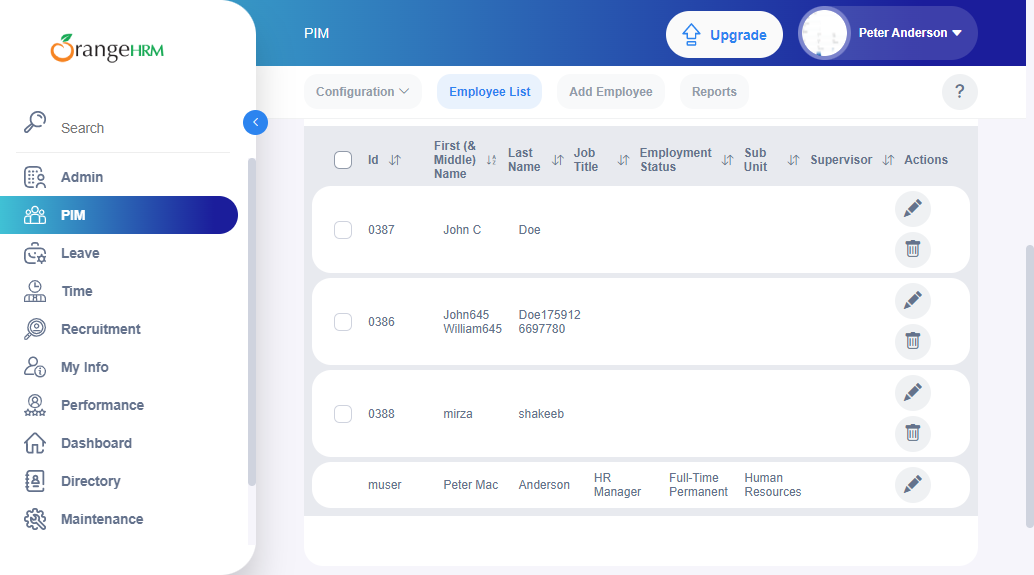 OrangeHRM
PIM
Upgrade
Peter Anderson
Configuration
Employee List
Add Employee
Reports
?
Search
Admin
PIM
Leave
Time
Recruitment
My Info
Performance
Dashboard
Directory
Maintenance
Id
First (&
Middle)
Name
Last
Name
Job
Title
Employment
Status
Sub
Unit
Supervisor
Actions
0387
John C
Doe
0386
John645
William645
Doe175912
6697780
0388
mirza
shakeeb
muser
Peter Mac
Anderson
HR
Manager
Full-Time
Permanent
Human
Resources